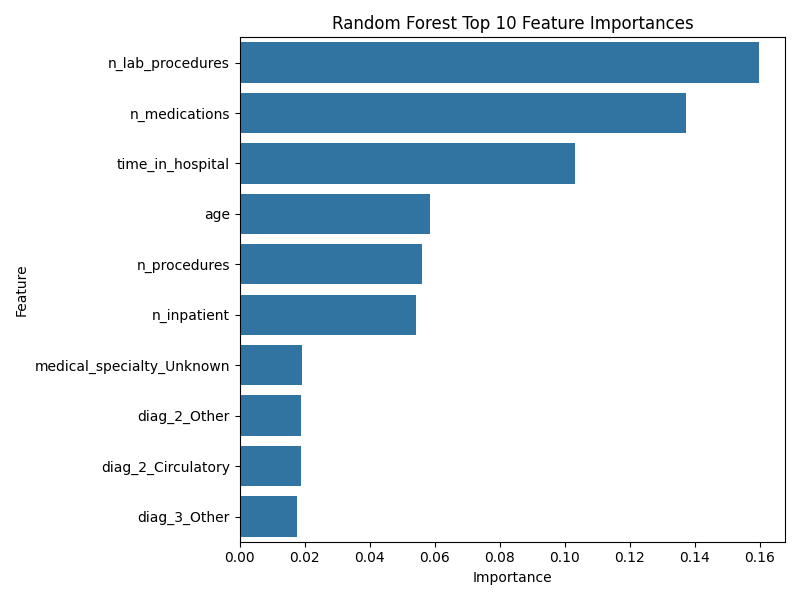 Random Forest Top 10 Feature Importances
n_lab_procedures
n_medications
time_in_hospital
age
n_procedures
n_inpatient
medical_specialty_Unknown
diag_2_Other
diag_2_Circulatory
diag_3_Other
Feature
0.00 0.02 0.04 0.06 0.08 0.10 0.12 0.14 0.16
Importance